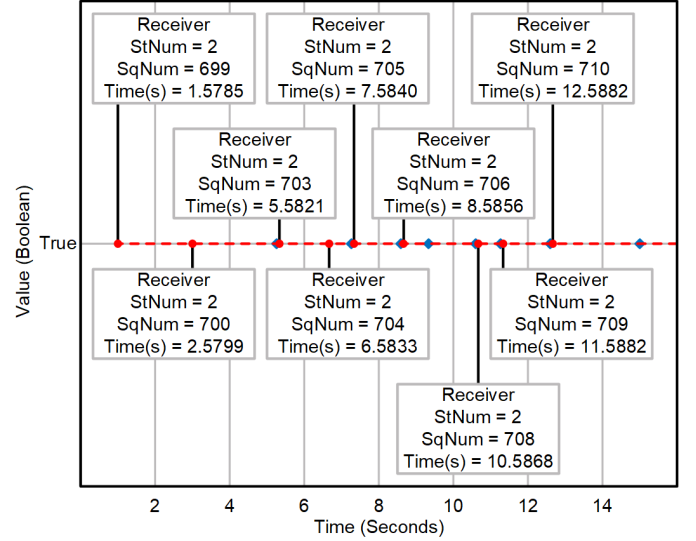 Receiver
StNum = 2
SqNum = 699
Time(s) = 1.5785
Receiver
StNum = 2
SqNum = 705
Time(s) = 7.5840
Receiver
StNum = 2
SqNum = 710
Time(s) = 12.5882
Receiver
StNum = 2
SqNum = 703
Time(s) = 5.5821
Receiver
StNum = 2
SqNum = 706
Time(s) = 8.5856
Value (Boolean)
True
Receiver
StNum = 2
SqNum = 700
Time(s) = 2.5799
Receiver
StNum = 2
SqNum = 704
Time(s) = 6.5833
Receiver
StNum = 2
SqNum = 709
Time(s) = 11.5882
Receiver
StNum = 2
SqNum = 708
Time(s) = 10.5868
2 4 6 8 10 12 14
Time (Seconds)